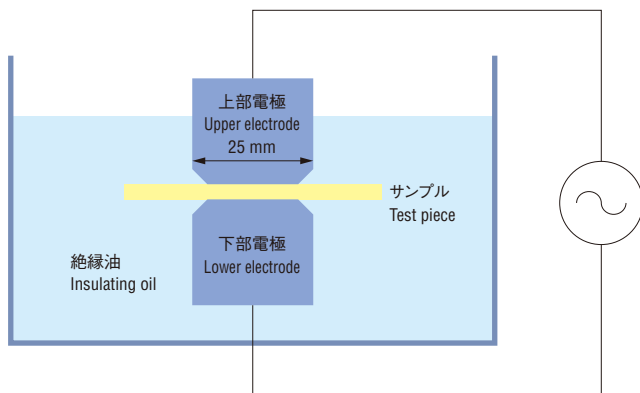 上部電極
Upper electrode
25 mm
サンプル
Test piece
下部電極
Lower electrode
絶縁油
Insulating oil